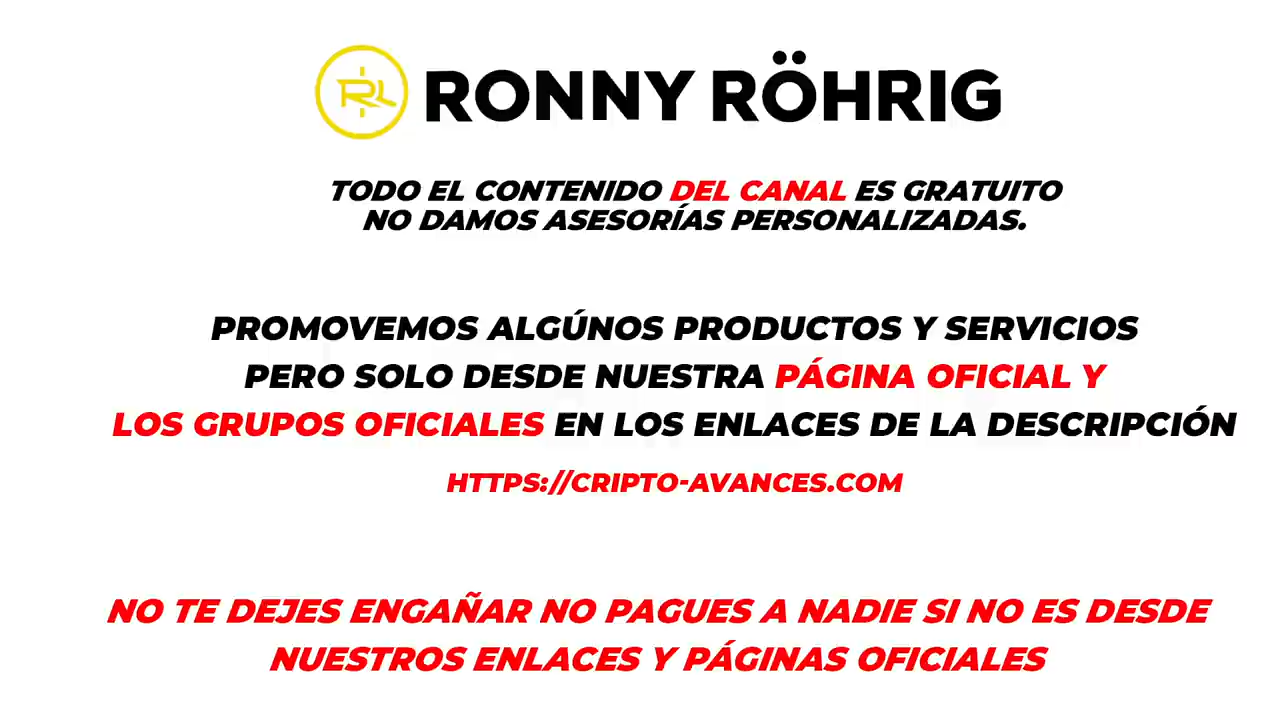 RONNY RÖHRIG
TODO EL CONTENIDO DEL CANAL ES GRATUITO
NO DAMOS ASESORÍAS PERSONALIZADAS.
PROMOVEMOS ALGÚNOS PRODUCTOS Y SERVICIOS
PERO SOLO DESDE NUESTRA PÁGINA OFICIAL Y
LOS GRUPOS OFICIALES EN LOS ENLACES DE LA DESCRIPCIÓN
HTTPS://CRIPTO-AVANCES.COM
NO TE DEJES ENGAÑAR NO PAGUES A NADIE SI NO ES DESDE
NUESTROS ENLACES Y PÁGINAS OFICIALES